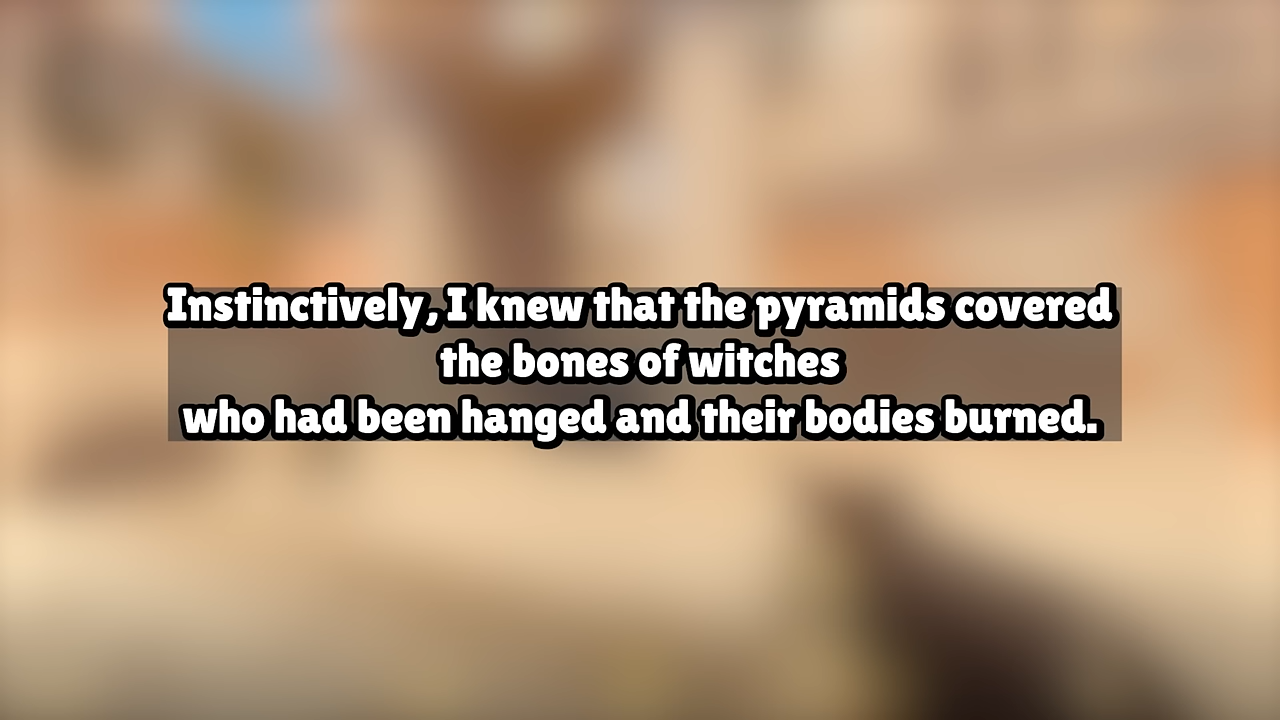 Instinctively, I knew that the pyramids covered
the bones of witches
who had been hanged and their bodies burned.